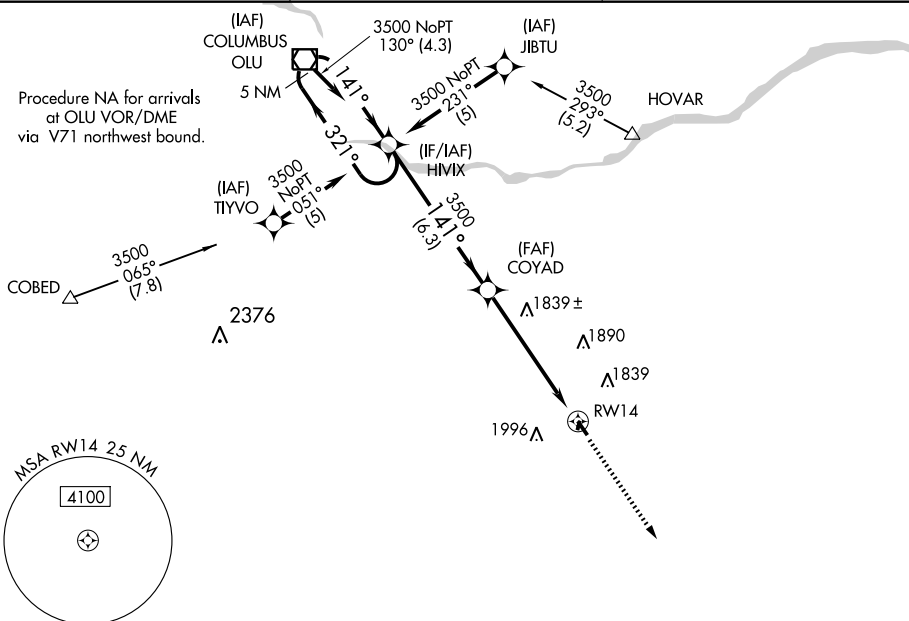 (IAF)
COLUMBUS
OLU
3500 NoPT
130° (4.3)
(IAF)
JIBTU
5 NM
141°
3500 NoPT
231°
(5)
3500
293°
(5.2)
HOVAR
Procedure NA for arrivals
at OLU VOR/DME
via V71 northwest bound.
321°
(IF/IAF)
HIVIX
(IAF)
TIYVO
3500
NoPT
051°
(5)
3500
141°
(6.3)
3500
065°
(7.8)
COBED
(FAF)
COYAD
2376
1839±
1890
1839
RW14
1996
MSA RW14 25 NM
4100